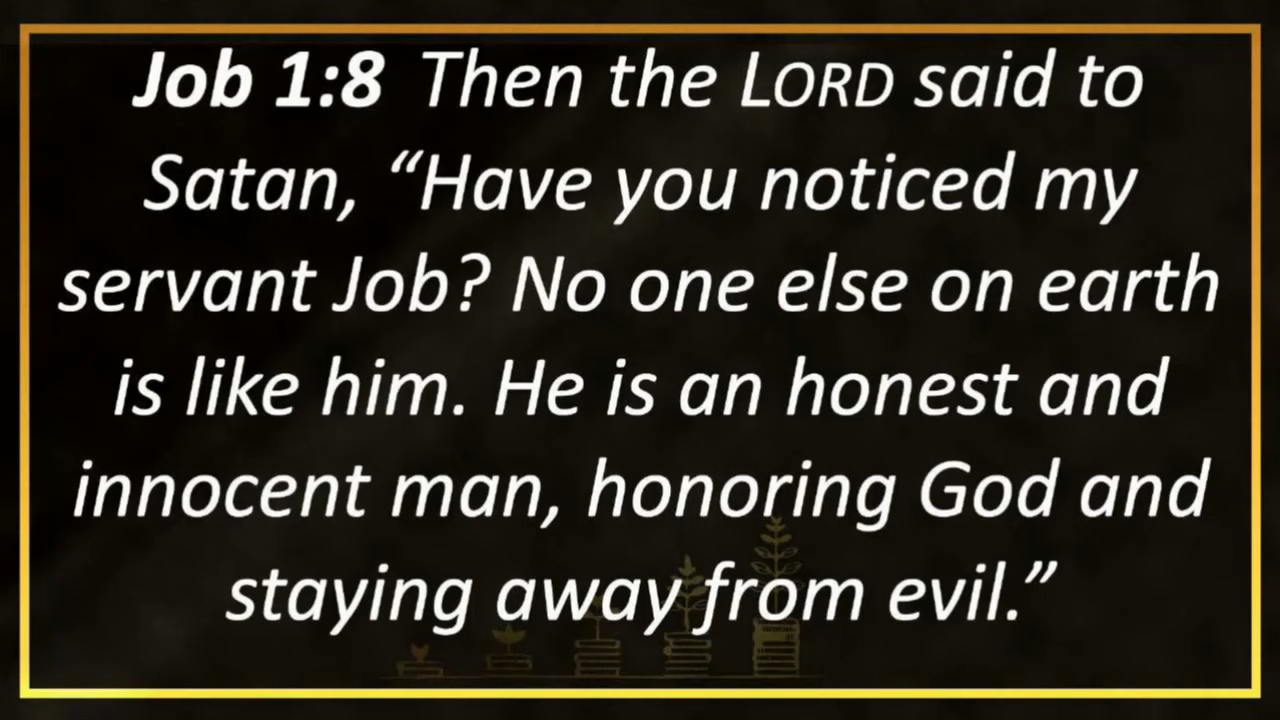 Job 1:8 Then the LORD said to
Satan, “Have you noticed my
servant Job? No one else on earth
is like him. He is an honest and
innocent man, honoring God and
staying away from evil.”